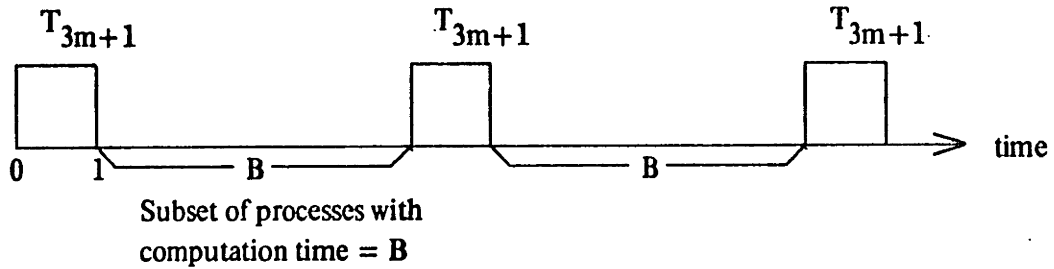 T3m+1 T3m+1 T3m+1
time
0 1 B B
Subset of processes with
computation time = B